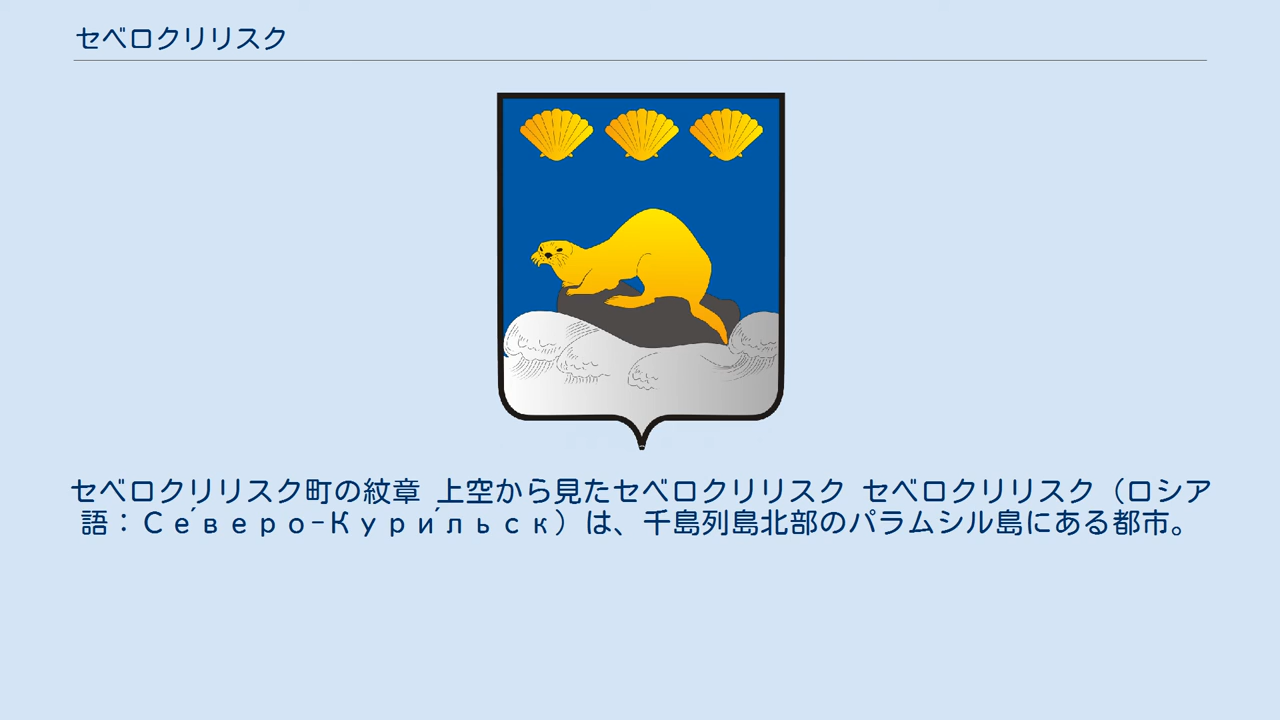 セベロクリリスク
セベロクリリスク町の紋章 上空から見たセベロクリリスク セベロクリリスク（ロシア
語：Се́веро-Кури́льск）は、千島列島北部のパラムシル島にある都市。